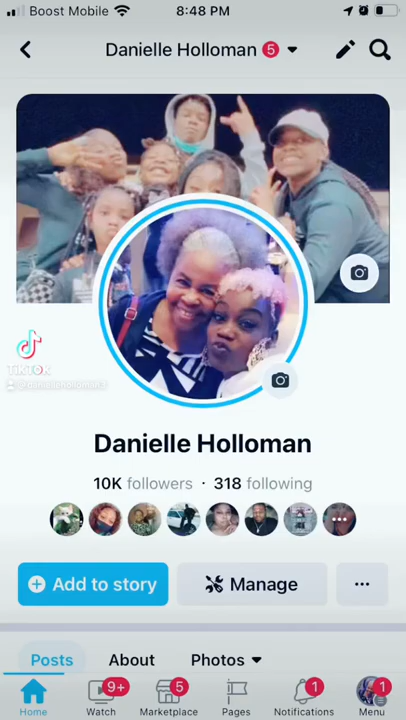 Boost Mobile 8:48 PM
Danielle Holloman 5
TikTok
Danielle Holloman
10K followers · 318 following
Add to story Manage
Posts About Photos
9+ 5 1
Home Watch Marketplace Pages Notifications Menu